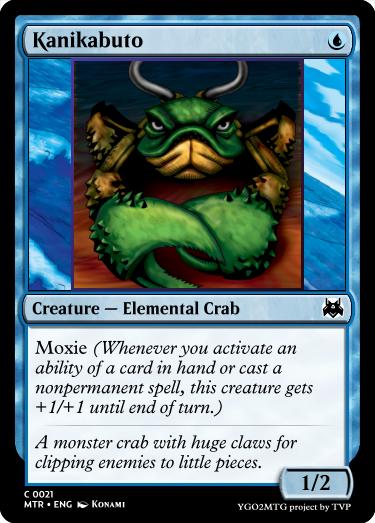 Kanikabuto
Creature — Elemental Crab
Moxie (Whenever you activate an
ability of a card in hand or cast a
nonpermanent spell, this creature gets
+1/+1 until end of turn.)
A monster crab with huge claws for
clipping enemies to little pieces.
1/2
C 0021
MTR • ENG Konami
YGO2MTG project by TVP